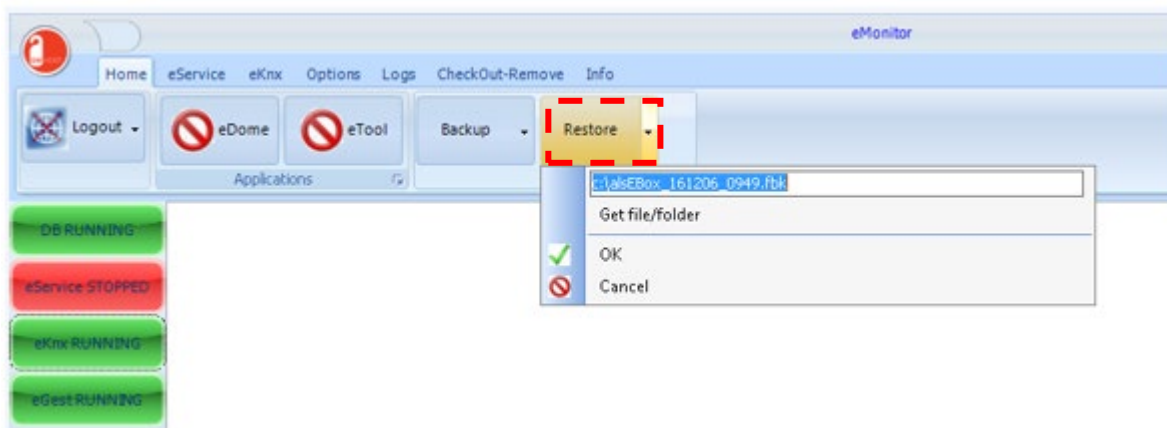 eMonitor
Home eService eKnx Options Logs CheckOut-Remove Info
Logout eDome eTool Backup Restore
Applications
c:\alsEBox_161206_0949.fbk
Get file/folder
OK
Cancel
DB RUNNING
eService STOPPED
eKnx RUNNING
eGest RUNNING